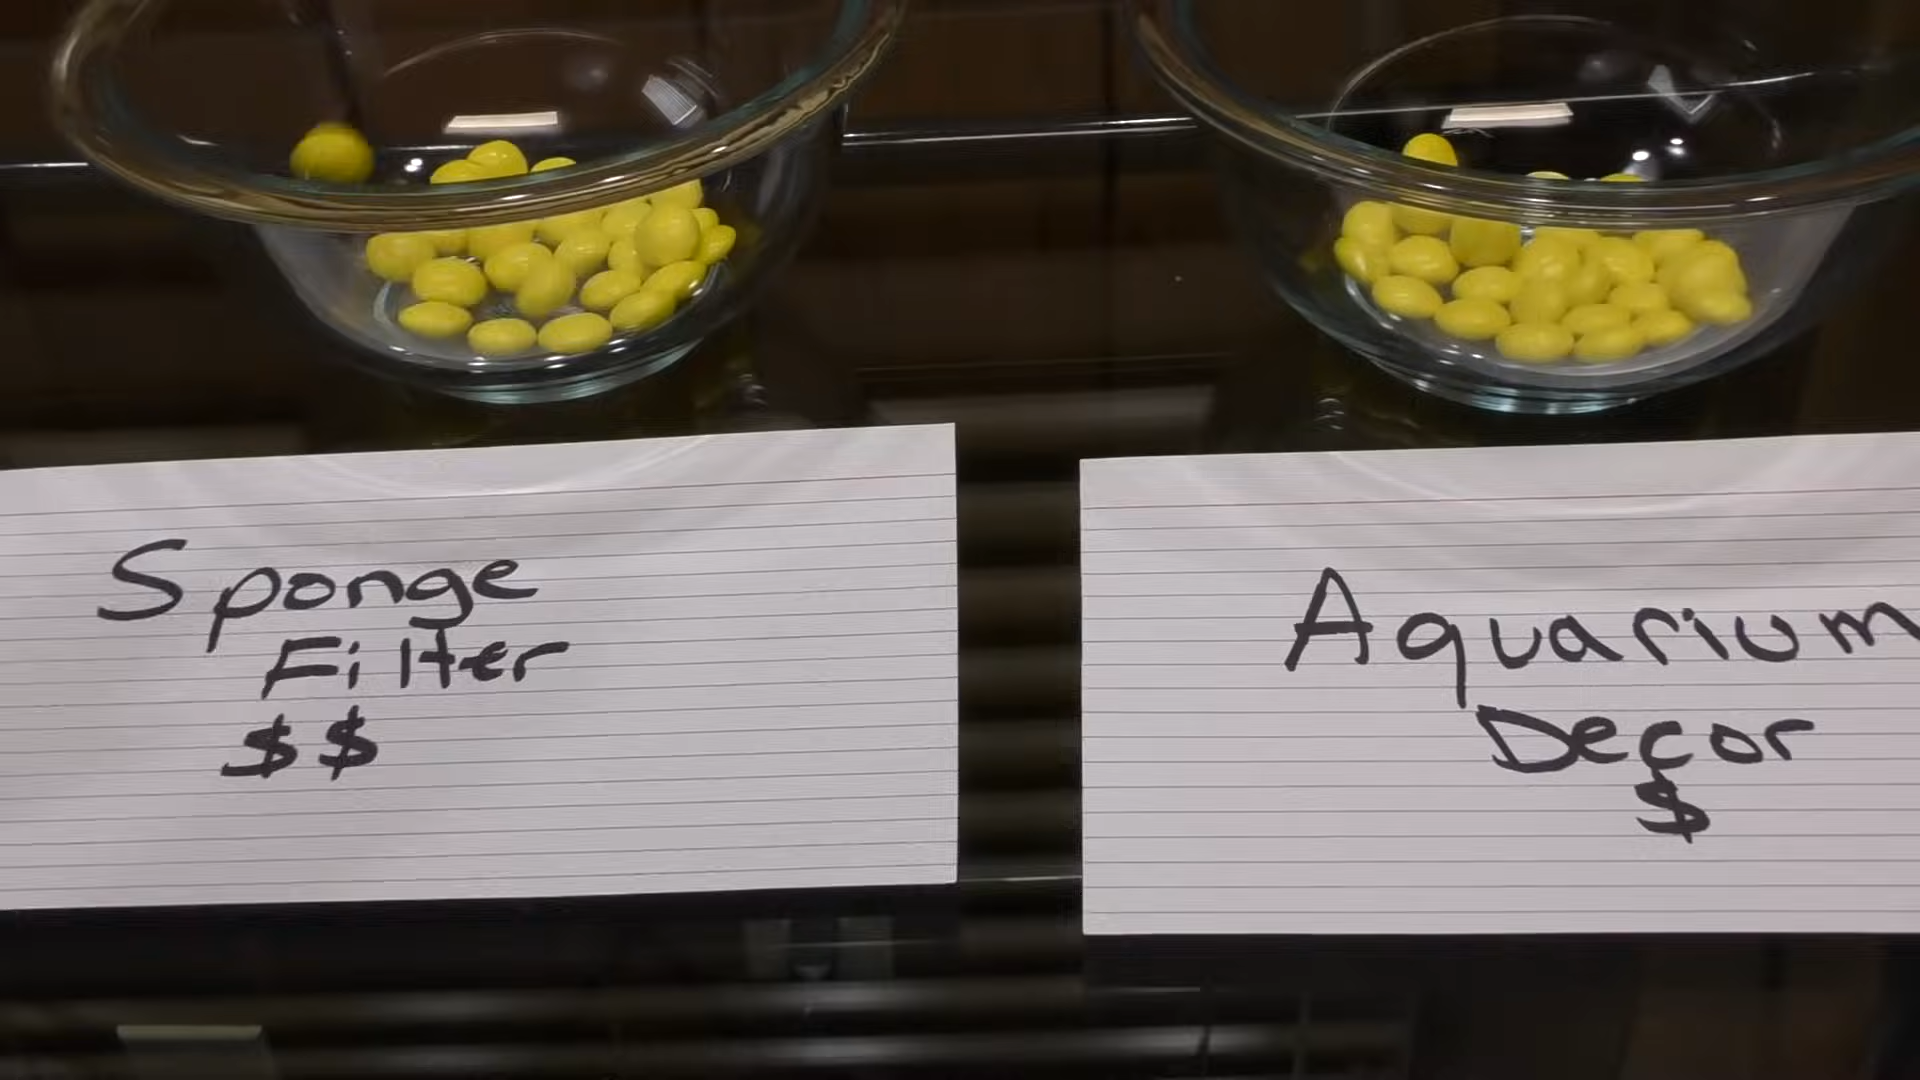 Sponge
Filter
$$
Aquarium
Decor
$